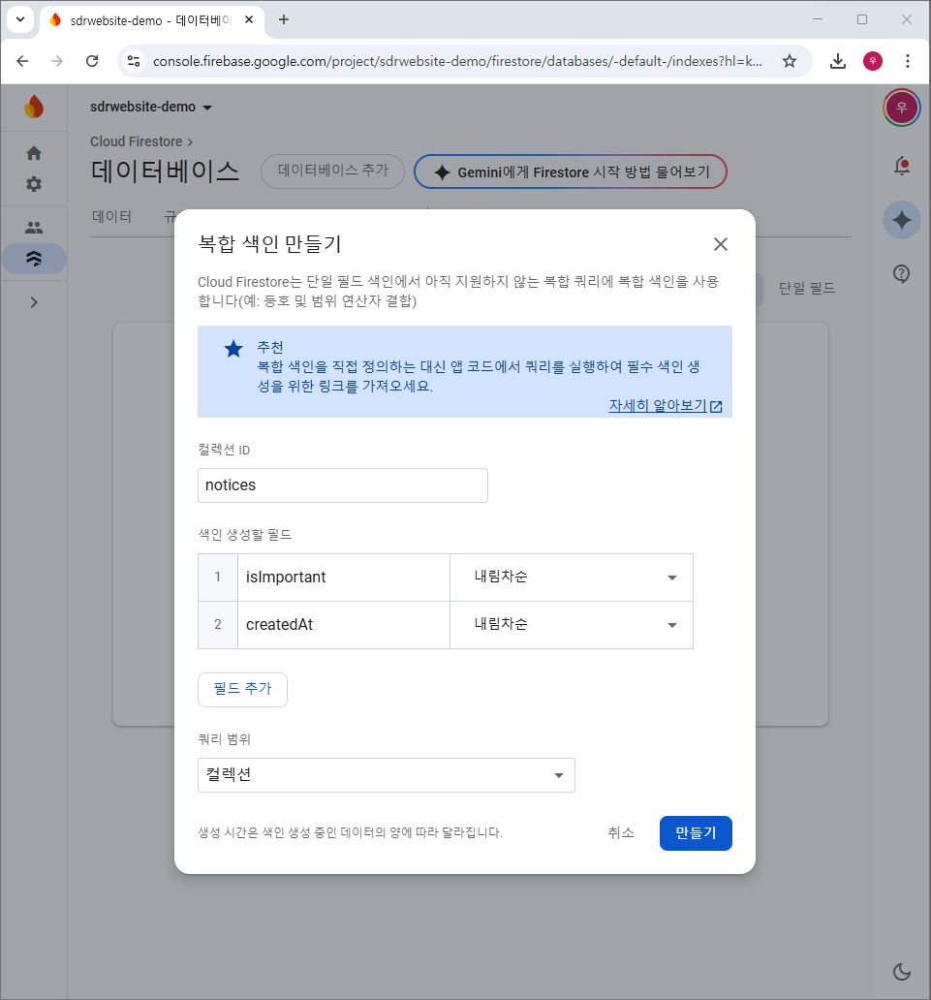 sdrwebsite-demo - 데이터베이
console.firebase.google.com/project/sdrwebsite-demo/firestore/databases/-default-/indexes?hl=k...
우
sdrwebsite-demo
우
Cloud Firestore
데이터베이스
데이터베이스 추가
Gemini에게 Firestore 시작 방법 물어보기
데이터
단일 필드
복합 색인 만들기
Cloud Firestore는 단일 필드 색인에서 아직 지원하지 않는 복합 쿼리에 복합 색인을 사용
합니다(예: 등호 및 범위 연산자 결합)
추천
복합 색인을 직접 정의하는 대신 앱 코드에서 쿼리를 실행하여 필수 색인 생
성을 위한 링크를 가져오세요.
자세히 알아보기
컬렉션 ID
notices
색인 생성할 필드
1 isImportant 내림차순
2 createdAt 내림차순
필드 추가
쿼리 범위
컬렉션
생성 시간은 색인 생성 중인 데이터의 양에 따라 달라집니다.
취소
만들기